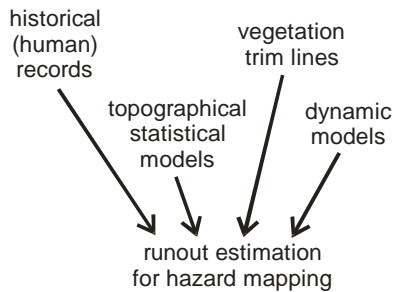 historical
(human)
records
vegetation
trim lines
topographical
statistical
models
dynamic
models
runout estimation
for hazard mapping